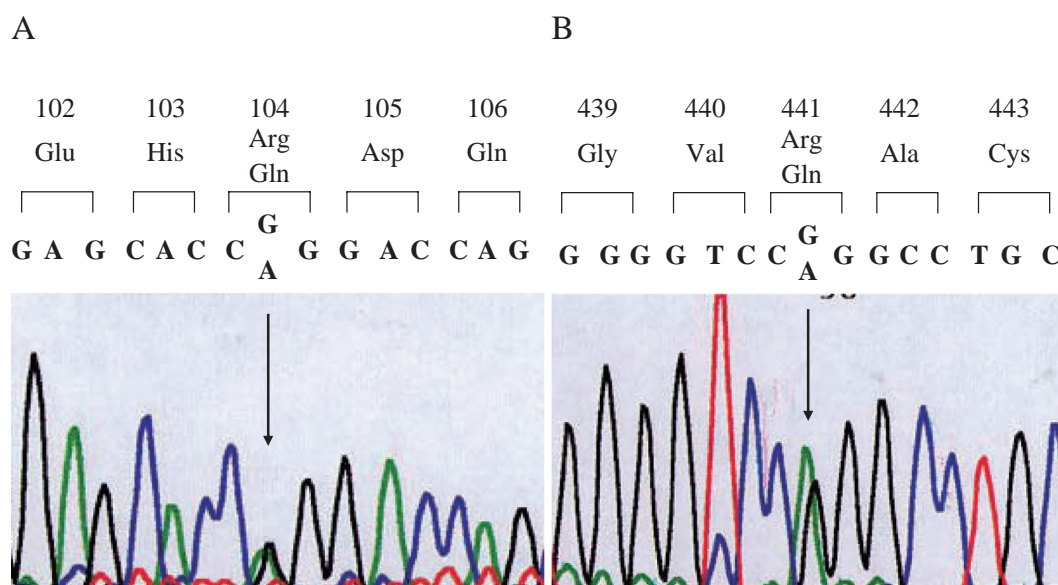 A
102 103 104 105 106
Glu His Arg Asp Gln
Gln
G A G C A C C G G G A C C A G
A
B
439 440 441 442 443
Gly Val Arg Ala Cys
Gln
G G G G T C C G G G C C T G C
A